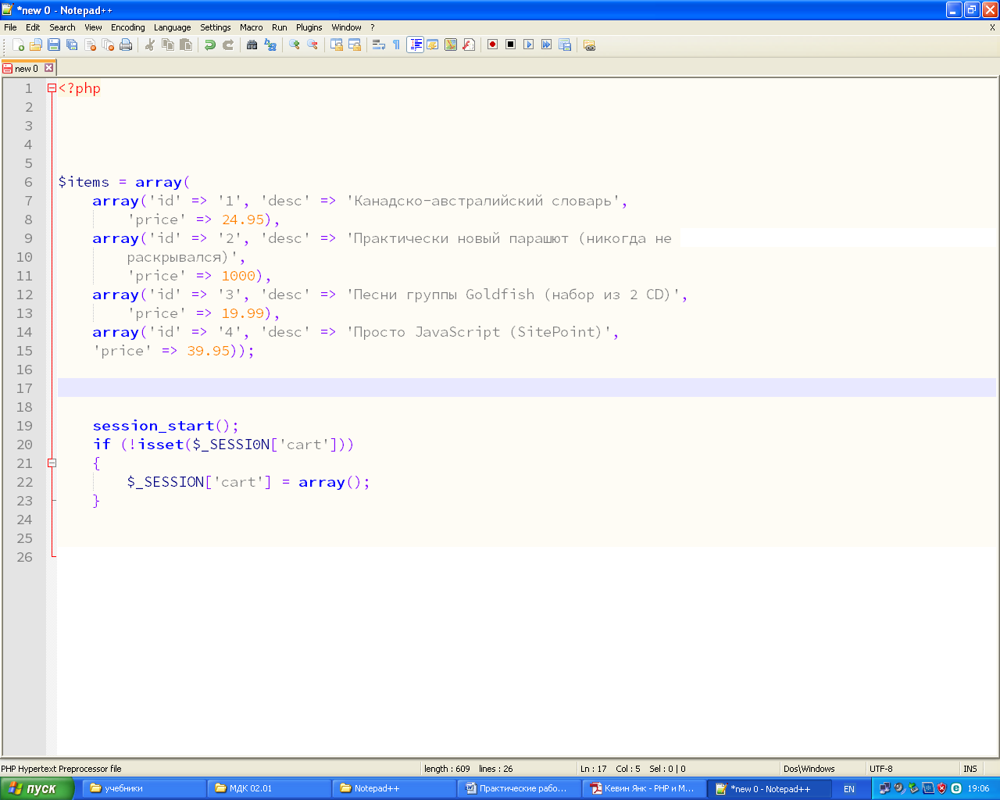 *new 0 - Notepad++
File Edit Search View Encoding Language Settings Macro Run Plugins Window ? X
new 0
1 <?php
2
3
4
5
6 $items = array(
7 array('id' => '1', 'desc' => 'Канадско-австралийский словарь',
8 'price' => 24.95),
9 array('id' => '2', 'desc' => 'Практически новый парашют (никогда не
10 раскрывался)',
11 'price' => 1000),
12 array('id' => '3', 'desc' => 'Песни группы Goldfish (набор из 2 CD)',
13 'price' => 19.99),
14 array('id' => '4', 'desc' => 'Просто JavaScript (SitePoint)',
15 'price' => 39.95));
16
17
18
19 session_start();
20 if (!isset($_SESSI0N['cart']))
21 {
22 $_SESSION['cart'] = array();
23 }
24
25
26
PHP Hypertext Preprocessor file length : 609 lines : 26 Ln : 17 Col : 5 Sel : 0 | 0 Dos\Windows UTF-8 INS
пуск учебники МДК 02.01 Notepad++ Практические рабо... Кевин Янк - PHP и M... *new 0 - Notepad++ EN 19:06